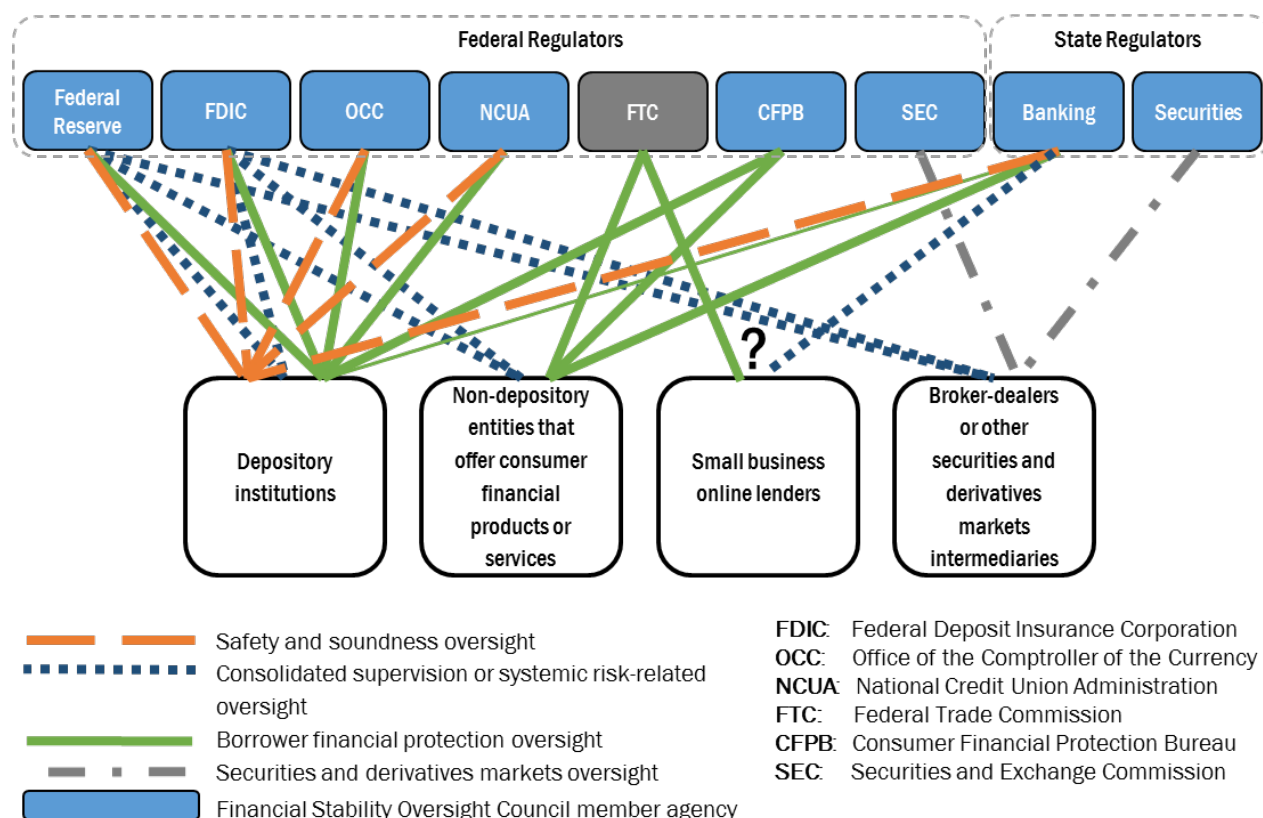 Federal Regulators
State Regulators
Federal
Reserve
FDIC
OCC
NCUA
FTC
CFPB
SEC
Banking
Securities
?
Depository
institutions
Non-depository
entities that
offer consumer
financial
products or
services
Small business
online lenders
Broker-dealers
or other
securities and
derivatives
markets
intermediaries
Safety and soundness oversight
Consolidated supervision or systemic risk-related
oversight
Borrower financial protection oversight
Securities and derivatives markets oversight
Financial Stability Oversight Council member agency
FDIC: Federal Deposit Insurance Corporation
OCC: Office of the Comptroller of the Currency
NCUA: National Credit Union Administration
FTC: Federal Trade Commission
CFPB: Consumer Financial Protection Bureau
SEC: Securities and Exchange Commission